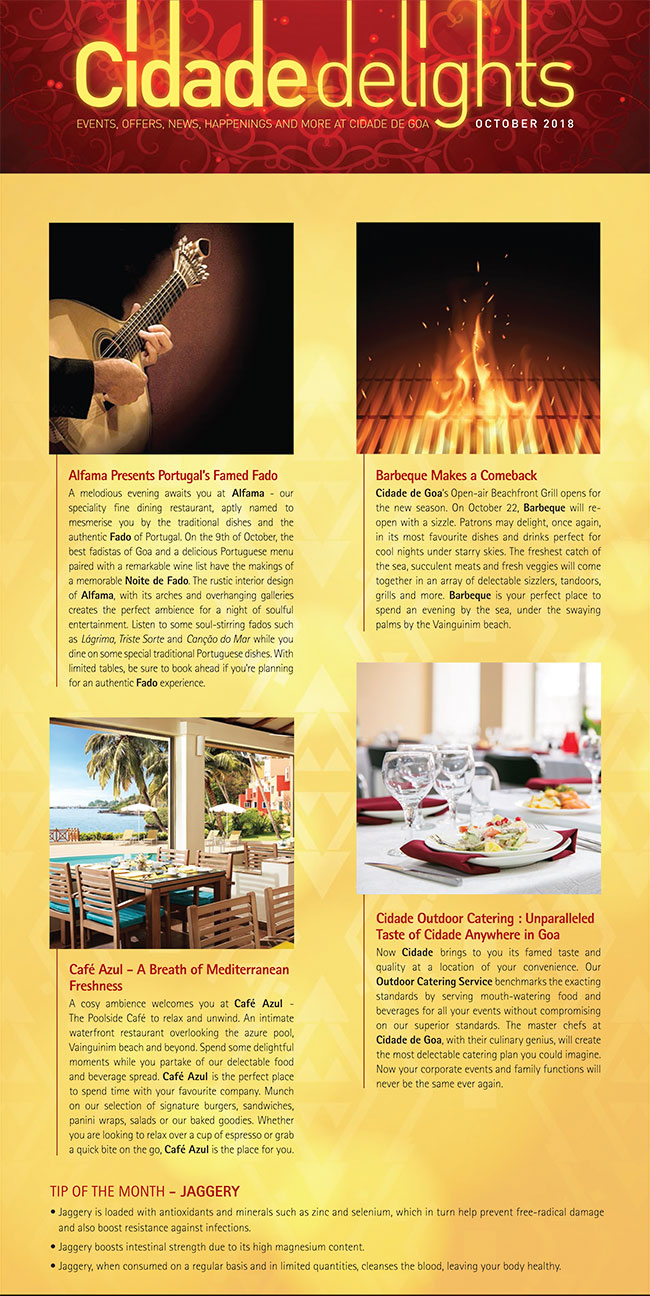 Cidadedelights
EVENTS, OFFERS, NEWS, HAPPENINGS AND MORE AT CIDADE DE GOA OCTOBER 2018
Alfama Presents Portugal's Famed Fado
A melodious evening awaits you at Alfama - our
speciality fine dining restaurant, aptly named to
mesmerise you by the traditional dishes and the
authentic Fado of Portugal. On the 9th of October, the
best fadistas of Goa and a delicious Portuguese menu
paired with a remarkable wine list have the makings of
a memorable Noite de Fado. The rustic interior design
of Alfama, with its arches and overhanging galleries
creates the perfect ambience for a night of soulful
entertainment. Listen to some soul-stirring fados such
as Lágrima, Triste Sorte and Canção do Mar while you
dine on some special traditional Portuguese dishes. With
limited tables, be sure to book ahead if you're planning
for an authentic Fado experience.
Café Azul - A Breath of Mediterranean
Freshness
A cosy ambience welcomes you at Café Azul -
The Poolside Café to relax and unwind. An intimate
waterfront restaurant overlooking the azure pool,
Vainguinim beach and beyond. Spend some delightful
moments while you partake of our delectable food
and beverage spread. Café Azul is the perfect place
to spend time with your favourite company. Munch
on our selection of signature burgers, sandwiches,
panini wraps, salads or our baked goodies. Whether
you are looking to relax over a cup of espresso or grab
a quick bite on the go, Café Azul is the place for you.
Barbeque Makes a Comeback
Cidade de Goa's Open-air Beachfront Grill opens for
the new season. On October 22, Barbeque will re-
open with a sizzle. Patrons may delight, once again,
in its most favourite dishes and drinks perfect for
cool nights under starry skies. The freshest catch of
the sea, succulent meats and fresh veggies will come
together in an array of delectable sizzlers, tandoors,
grills and more. Barbeque is your perfect place to
spend an evening by the sea, under the swaying
palms by the Vainguinim beach.
Cidade Outdoor Catering : Unparalleled
Taste of Cidade Anywhere in Goa
Now Cidade brings to you its famed taste and
quality at a location of your convenience. Our
Outdoor Catering Service benchmarks the exacting
standards by serving mouth-watering food and
beverages for all your events without compromising
on our superior standards. The master chefs at
Cidade de Goa, with their culinary genius, will create
the most delectable catering plan you could imagine.
Now your corporate events and family functions will
never be the same ever again.
TIP OF THE MONTH - JAGGERY
• Jaggery is loaded with antioxidants and minerals such as zinc and selenium, which in turn help prevent free-radical damage
and also boost resistance against infections.
• Jaggery boosts intestinal strength due to its high magnesium content.
• Jaggery, when consumed on a regular basis and in limited quantities, cleanses the blood, leaving your body healthy.